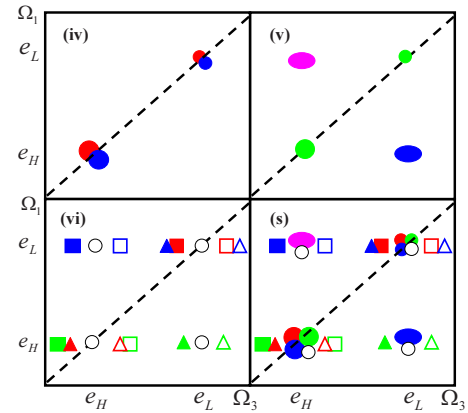 Ω₁ (iv) (v)
e_L
e_H
Ω₁ (vi) (s)
e_L
e_H
e_H e_L Ω₃ e_H e_L Ω₃